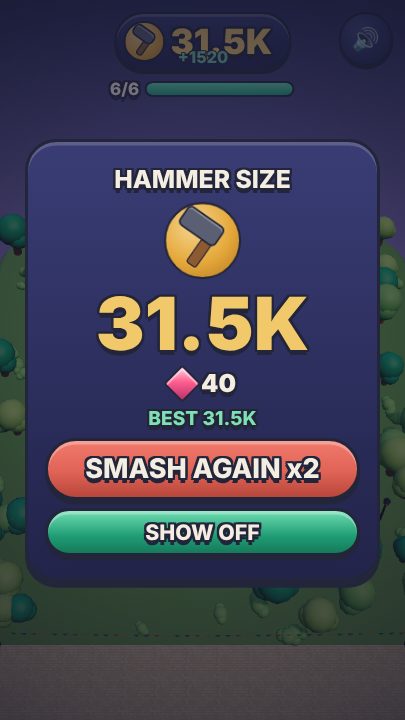 31.5K
+1520
6/6
HAMMER SIZE
31.5K
40
BEST 31.5K
SMASH AGAIN x2
SHOW OFF